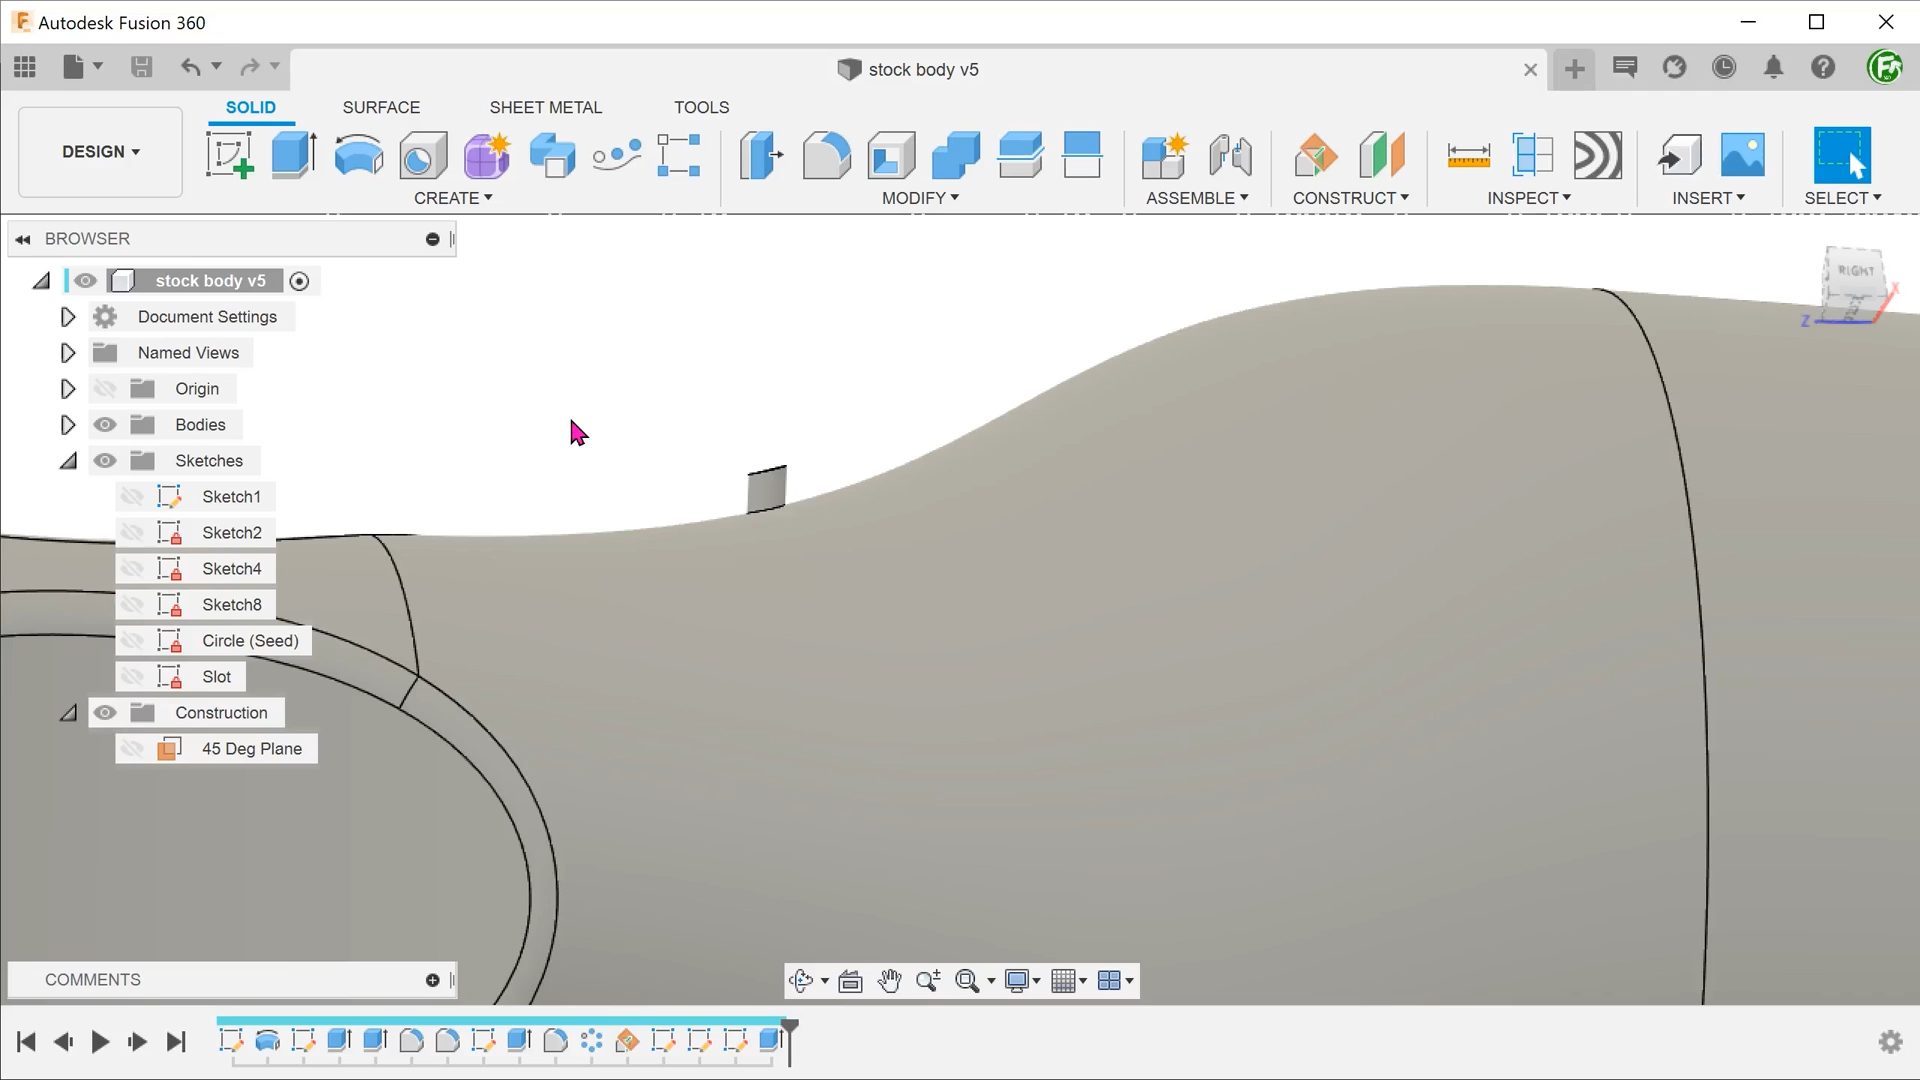 Autodesk Fusion 360
stock body v5
SOLID SURFACE SHEET METAL TOOLS
DESIGN
CREATE MODIFY ASSEMBLE CONSTRUCT INSPECT INSERT SELECT
BROWSER
stock body v5
Document Settings
Named Views
Origin
Bodies
Sketches
Sketch1
Sketch2
Sketch4
Sketch8
Circle (Seed)
Slot
Construction
45 Deg Plane
RIGHT
X
Z
COMMENTS